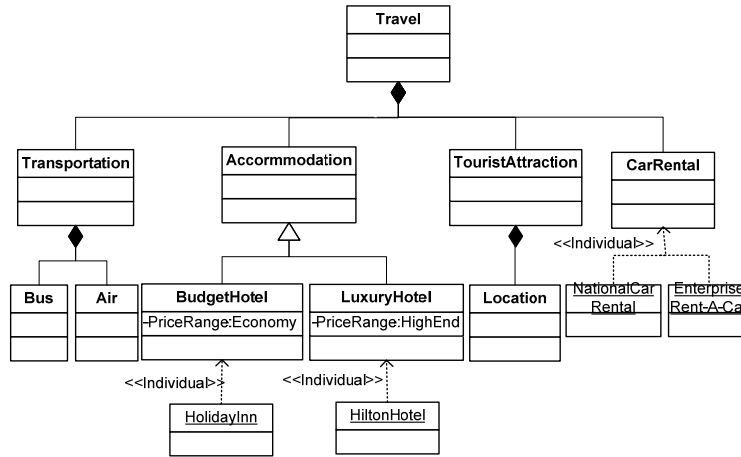 Travel
Transportation
Accormmodation
TouristAttraction
CarRental
<<Individual>>
Bus
Air
BudgetHotel
-PriceRange:Economy
LuxuryHotel
-PriceRange:HighEnd
Location
NationalCar
Rental
Enterprise
Rent-A-Ca
<<Individual>>
<<Individual>>
HolidayInn
HiltonHotel